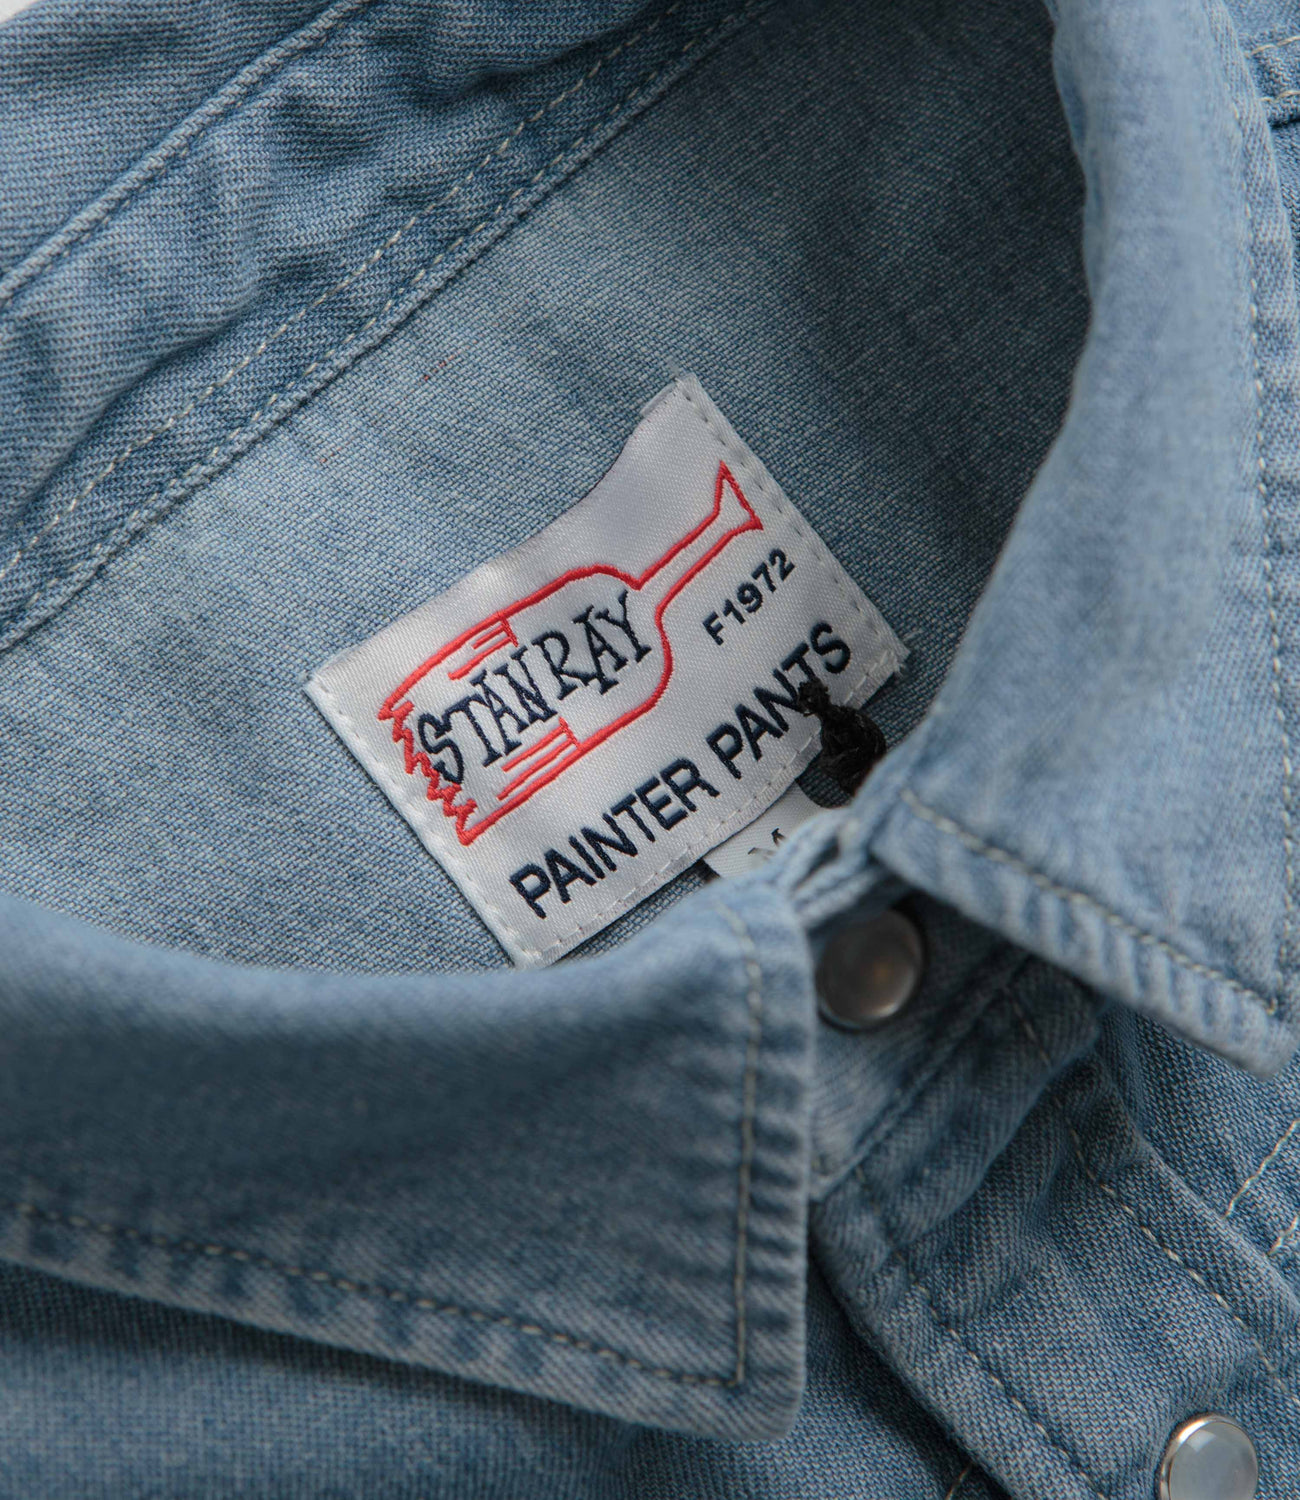 STAN RAY
F1972
PAINTER PANTS
M